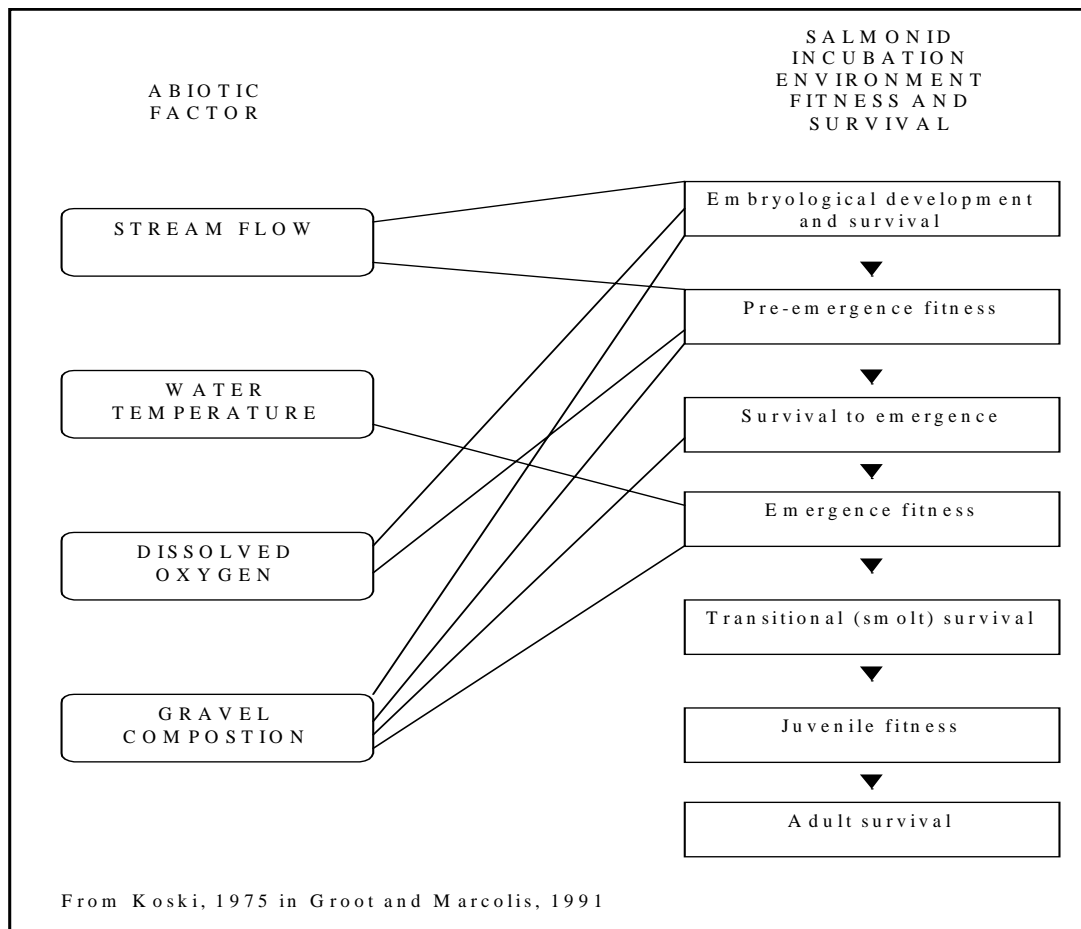 ABIOTIC
FACTOR
SALMONID
INCUBATION
ENVIRONMENT
FITNESS AND
SURVIVAL
STREAM FLOW
WATER
TEMPERATURE
DISSOLVED
OXYGEN
GRAVEL
COMPOSTION
Embryological development
and survival
Pre-emergence fitness
Survival to emergence
Emergence fitness
Transitional (smolt) survival
Juvenile fitness
Adult survival
From Koski, 1975 in Groot and Marcolis, 1991